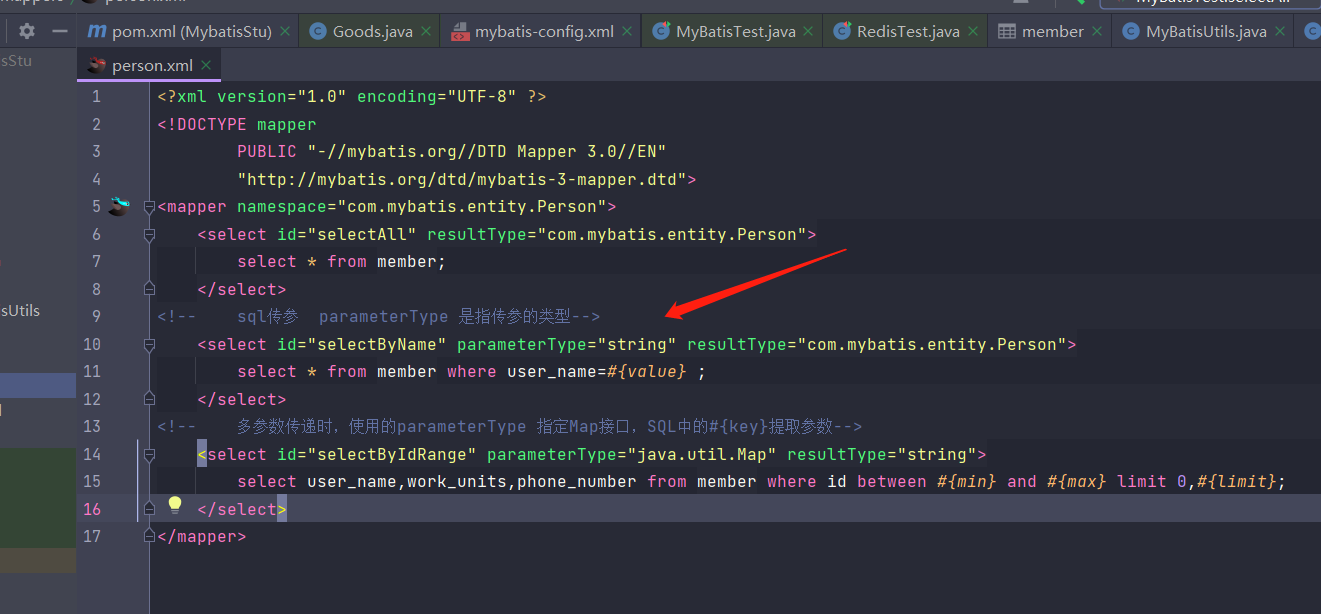 pom.xml (MybatisStu)
Goods.java
mybatis-config.xml
MyBatisTest.java
RedisTest.java
member
MyBatisUtils.java
sStu
person.xml
1 <?xml version="1.0" encoding="UTF-8" ?>
2 <!DOCTYPE mapper
3 PUBLIC "-//mybatis.org//DTD Mapper 3.0//EN"
4 "http://mybatis.org/dtd/mybatis-3-mapper.dtd">
5 <mapper namespace="com.mybatis.entity.Person">
6 <select id="selectAll" resultType="com.mybatis.entity.Person">
7 select * from member;
8 </select>
sUtils
9 <!-- sql传参 parameterType 是指传参的类型-->
10 <select id="selectByName" parameterType="string" resultType="com.mybatis.entity.Person">
11 select * from member where user_name=#{value} ;
12 </select>
13 <!-- 多参数传递时，使用的parameterType 指定Map接口，SQL中的#{key}提取参数-->
14 <select id="selectByIdRange" parameterType="java.util.Map" resultType="string">
15 select user_name,work_units,phone_number from member where id between #{min} and #{max} limit 0,#{limit};
16 </select>
17 </mapper>